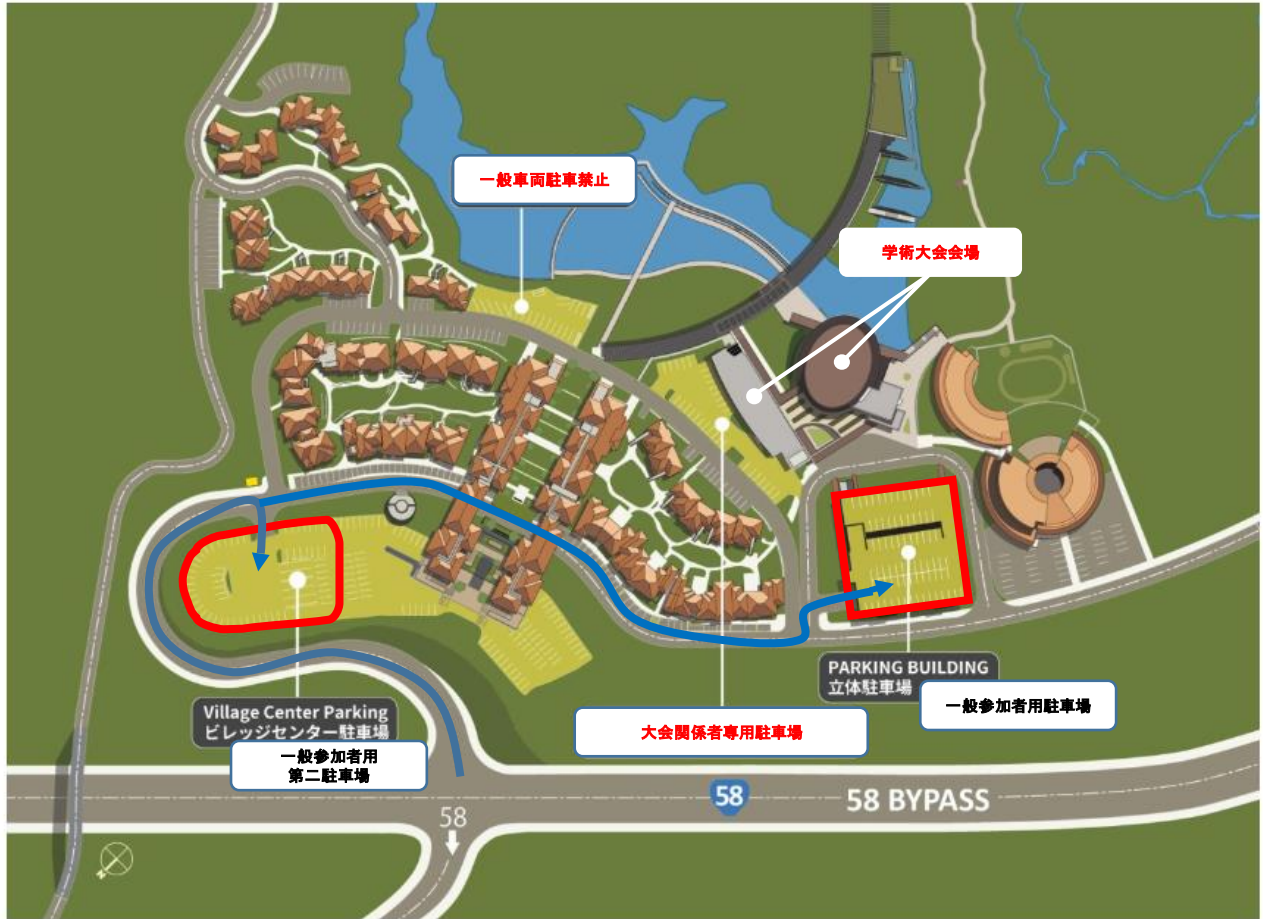 一般車両駐車禁止
学術大会会場
PARKING BUILDING
立体駐車場
一般参加者用駐車場
Village Center Parking
ビレッジセンター駐車場
一般参加者用
第二駐車場
大会関係者専用駐車場
58
58 BYPASS
58
N